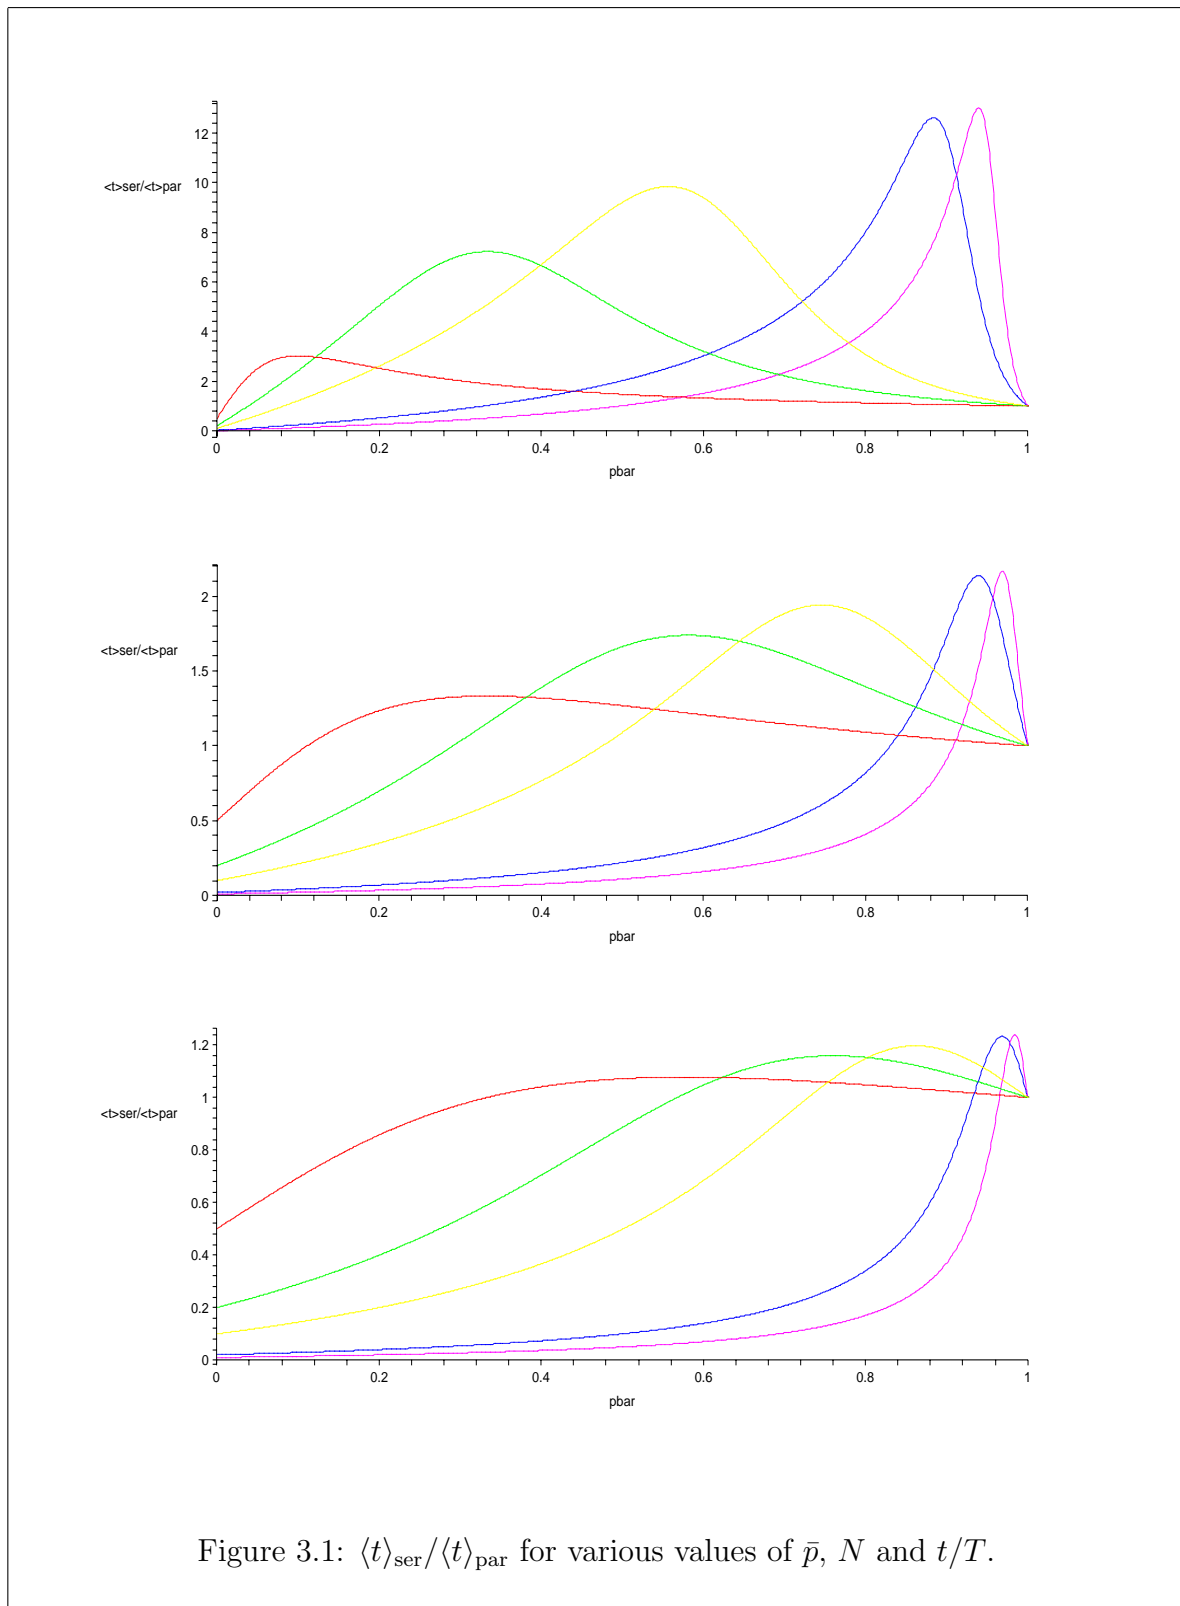 12
<t>ser/<t>par
10
8
6
4
2
0
0 0.2 0.4 0.6 0.8 1
pbar
2
<t>ser/<t>par
1.5
1
0.5
0
0 0.2 0.4 0.6 0.8 1
pbar
1.2
1
<t>ser/<t>par
0.8
0.6
0.4
0.2
0
0 0.2 0.4 0.6 0.8 1
pbar
Figure 3.1: ⟨t⟩ser/⟨t⟩par for various values of p̄, N and t/T.